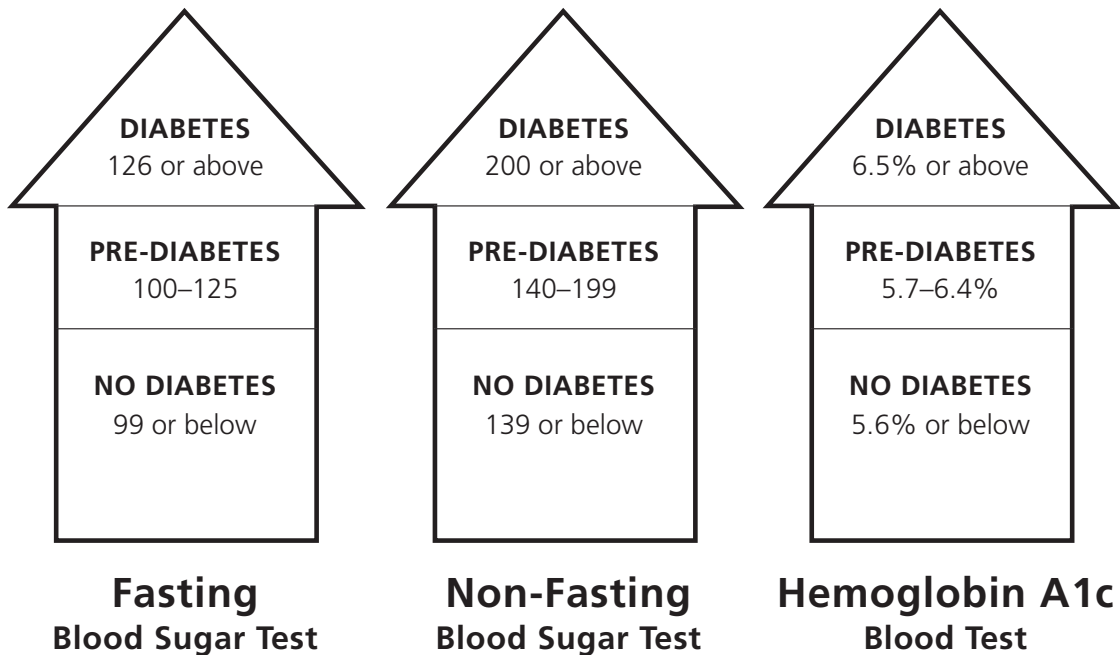 DIABETES
126 or above
PRE-DIABETES
100–125
NO DIABETES
99 or below
Fasting
Blood Sugar Test
DIABETES
200 or above
PRE-DIABETES
140–199
NO DIABETES
139 or below
Non-Fasting
Blood Sugar Test
DIABETES
6.5% or above
PRE-DIABETES
5.7–6.4%
NO DIABETES
5.6% or below
Hemoglobin A1c
Blood Test